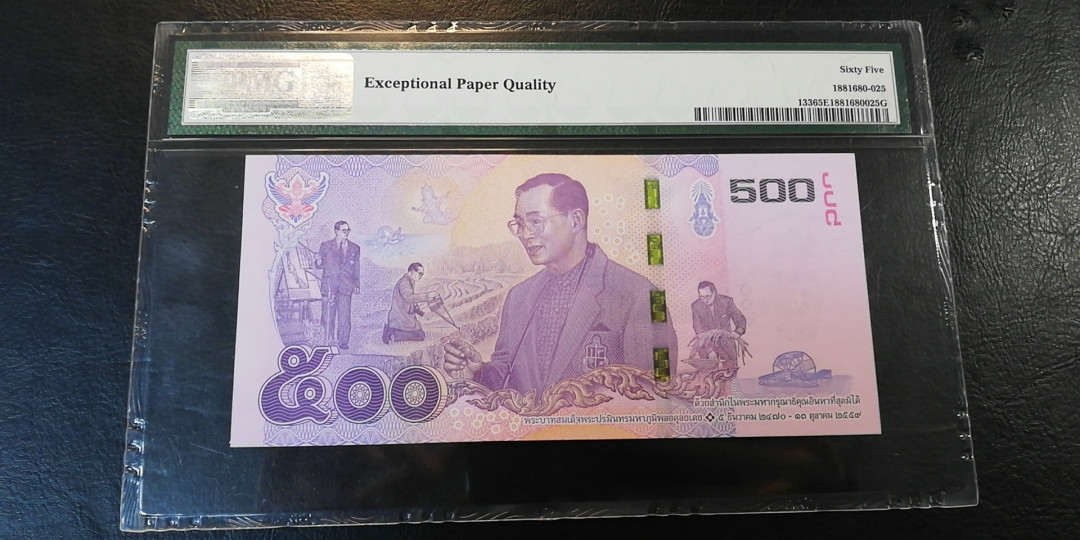 PMG
Exceptional Paper Quality
Sixty Five
1881680-025
13365E1881680025G
500
๕๐๐
๕๐๐
ด้วยสำนึกในพระมหากรุณาธิคุณอันหาที่สุดมิได้
พระบาทสมเด็จพระปรมินทรมหาภูมิพลอดุลยเดช ๕ ธันวาคม ๒๔๗๐ - ๑๓ ตุลาคม ๒๕๕๙